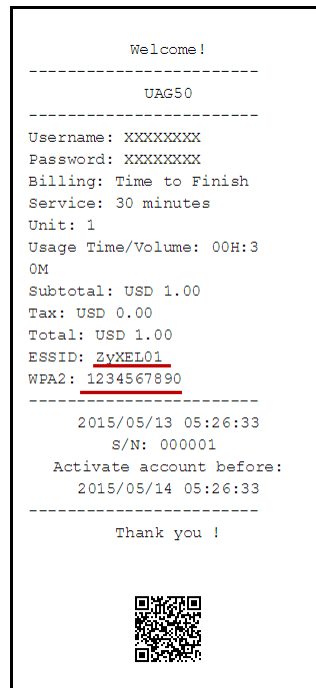 Welcome!
------------------------
UAG50
------------------------
Username: XXXXXXXX
Password: XXXXXXXX
Billing: Time to Finish
Service: 30 minutes
Unit: 1
Usage Time/Volume: 00H:3
0M
Subtotal: USD 1.00
Tax: USD 0.00
Total: USD 1.00
ESSID: ZyXEL01
WPA2: 1234567890
------------------------
2015/05/13 05:26:33
S/N: 000001
Activate account before:
2015/05/14 05:26:33
------------------------
Thank you !